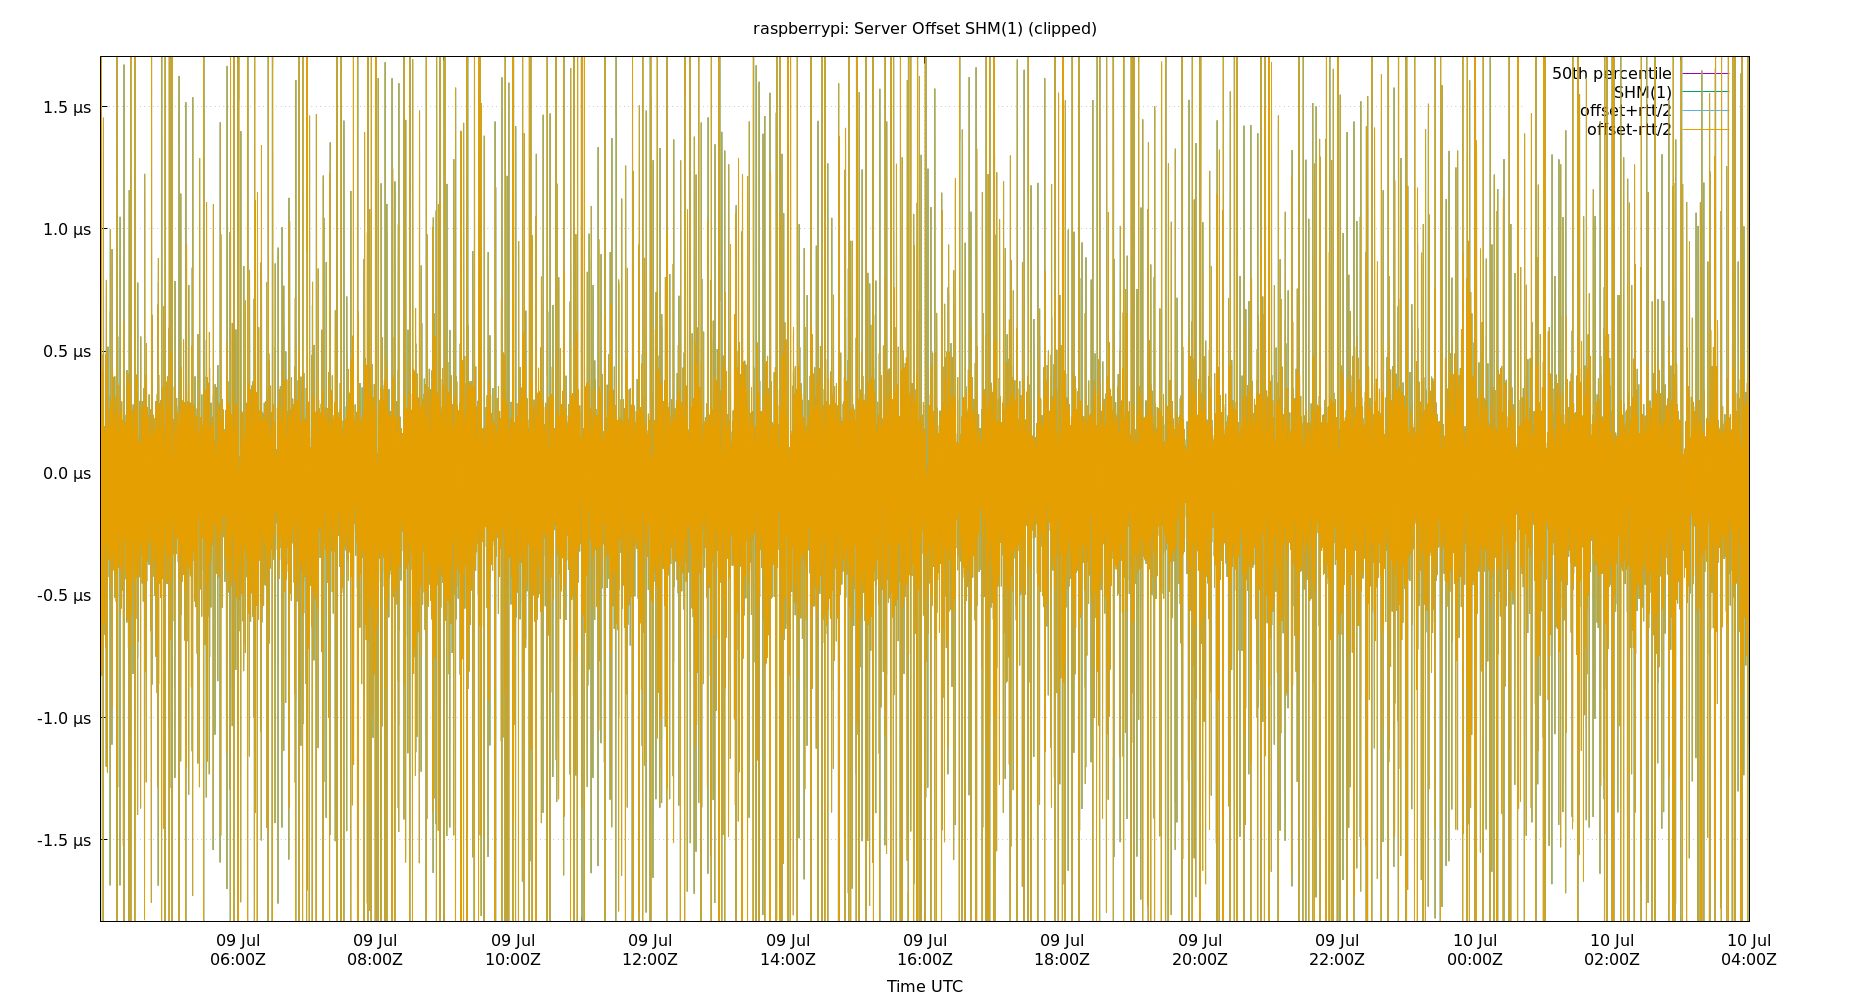 raspberrypi: Server Offset SHM(1) (clipped)
50th percentile
SHM(1)
offset+rtt/2
offset-rtt/2
1.5 µs
1.0 µs
0.5 µs
0.0 µs
-0.5 µs
-1.0 µs
-1.5 µs
09 Jul 09 Jul 09 Jul 09 Jul 09 Jul 09 Jul 09 Jul 09 Jul 09 Jul 10 Jul 10 Jul 10 Jul
06:00Z 08:00Z 10:00Z 12:00Z 14:00Z 16:00Z 18:00Z 20:00Z 22:00Z 00:00Z 02:00Z 04:00Z
Time UTC